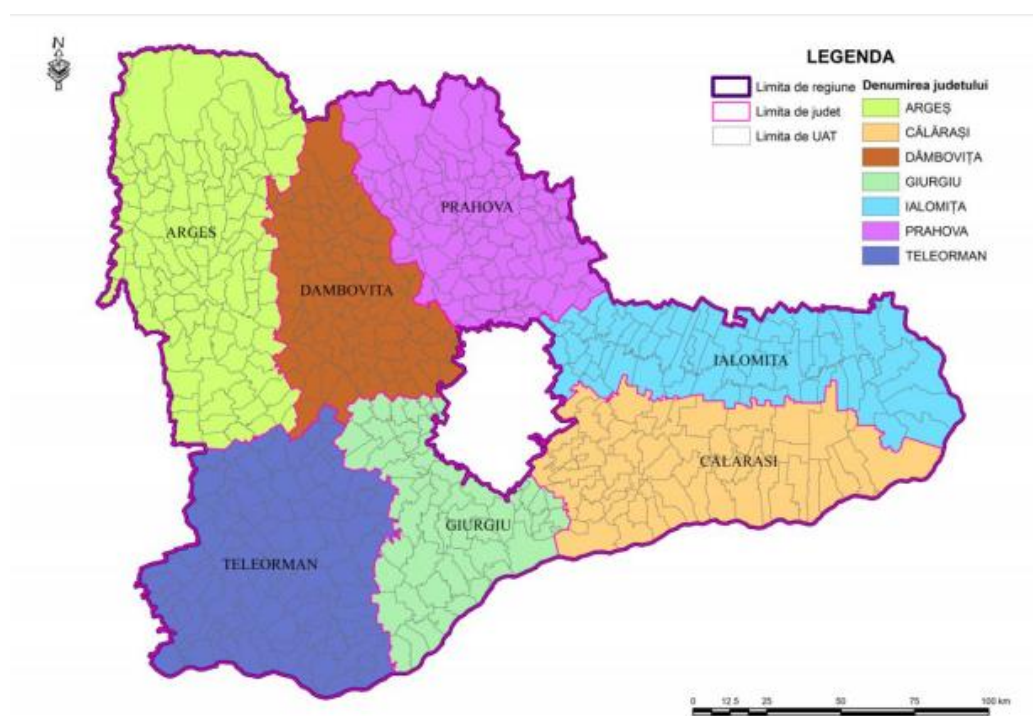 N
LEGENDA
Limita de regiune
Limita de judet
Limita de UAT
Denumirea judetului
ARGEȘ
CĂLĂRAȘI
DÂMBOVIȚA
GIURGIU
IALOMIȚA
PRAHOVA
TELEORMAN
PRAHOVA
ARGES
DAMBOVITA
IALOMITA
CALARASI
GIURGIU
TELEORMAN
0 12.5 25 50 75 100 km